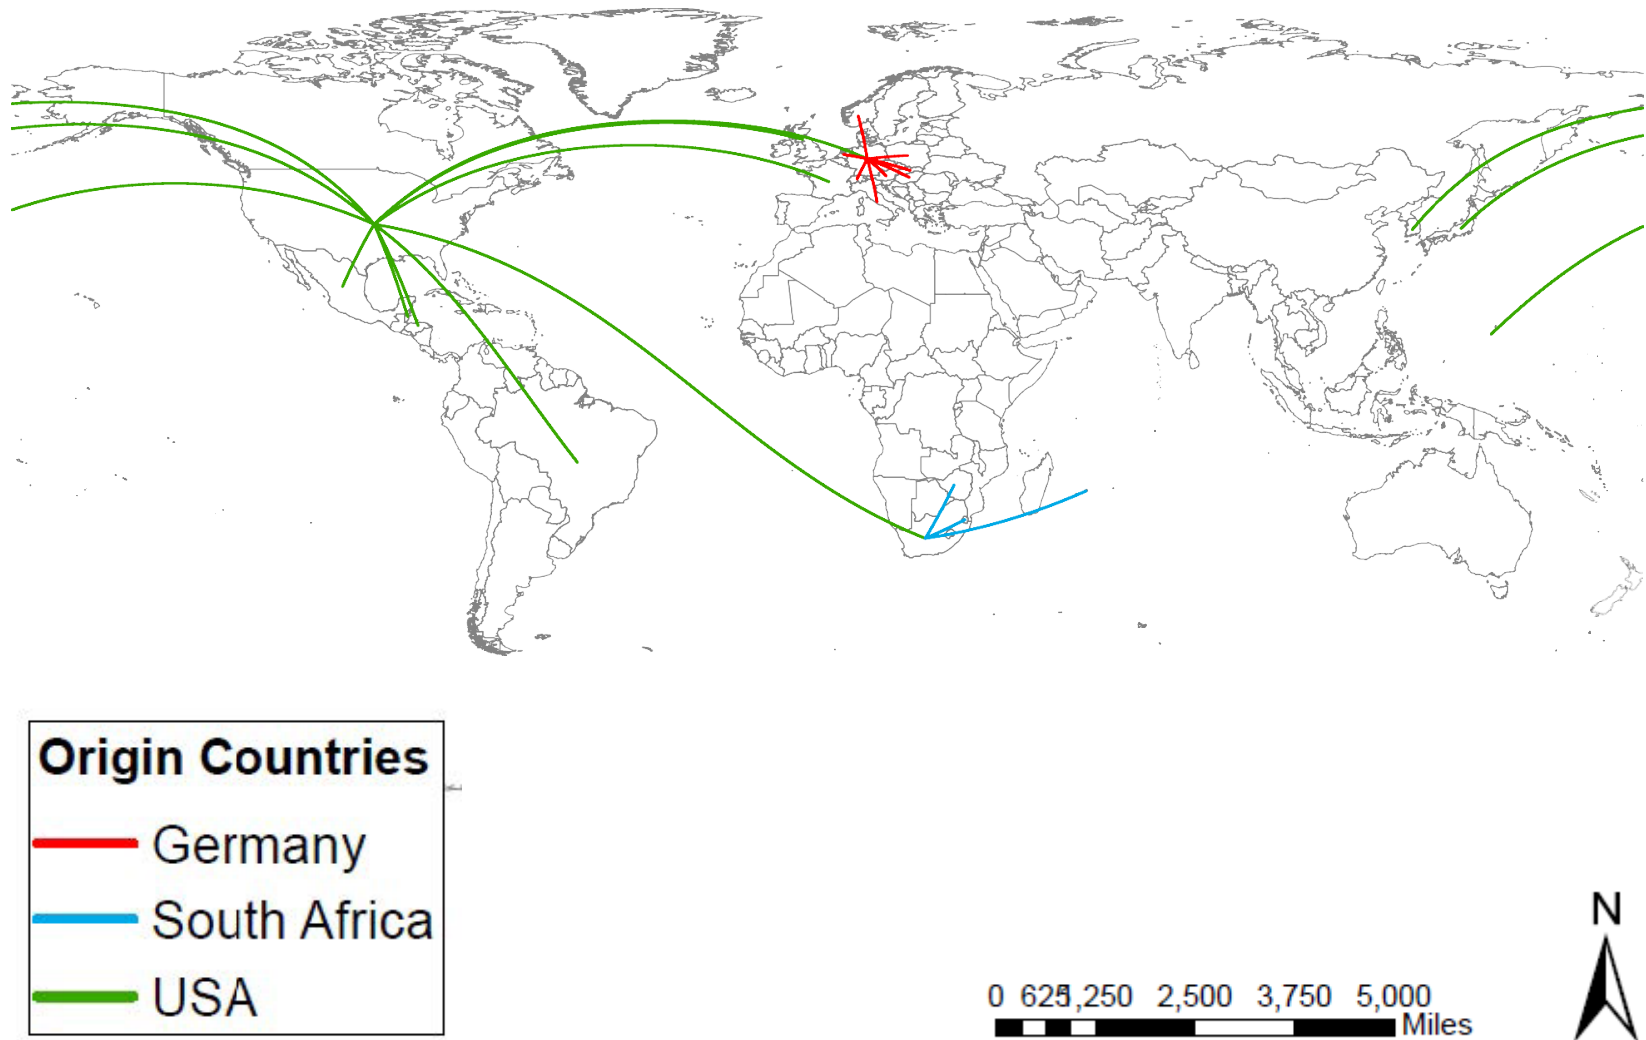 Origin Countries
Germany
South Africa
USA
N
0 625 1,250 2,500 3,750 5,000
Miles